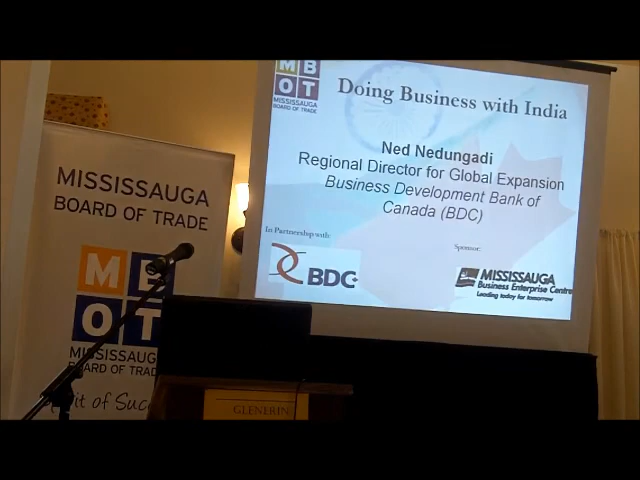 MISSISSAUGA
BOARD OF TRADE
M B
O T
MISSISSAUGA
BOARD OF TRADE
M B
O T
MISSISSAUGA
BOARD OF TRADE
Doing Business with India
Ned Nedungadi
Regional Director for Global Expansion
Business Development Bank of
Canada (BDC)
In Partnership with
BDC
Sponsor:
MISSISSAUGA
Business Enterprise Centre
Leading today for tomorrow
of Suc
GLENERIN